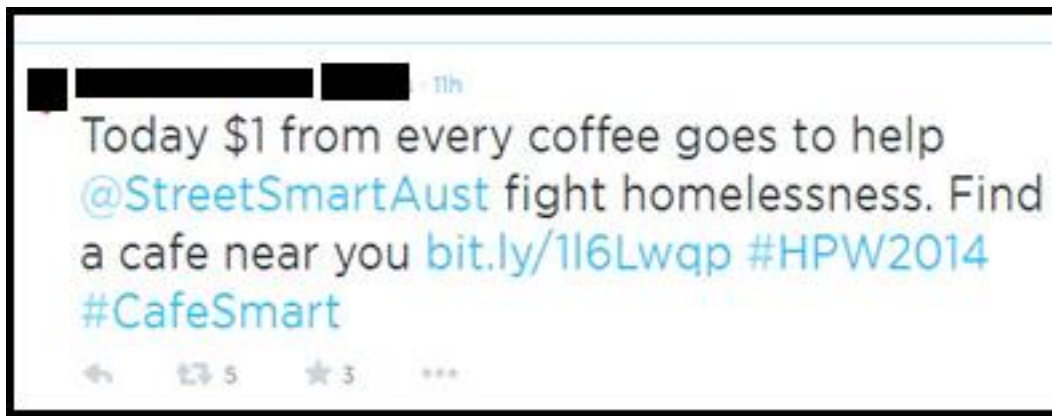 11h
Today $1 from every coffee goes to help
@StreetSmartAust fight homelessness. Find
a cafe near you bit.ly/1l6Lwqp #HPW2014
#CafeSmart
5 3